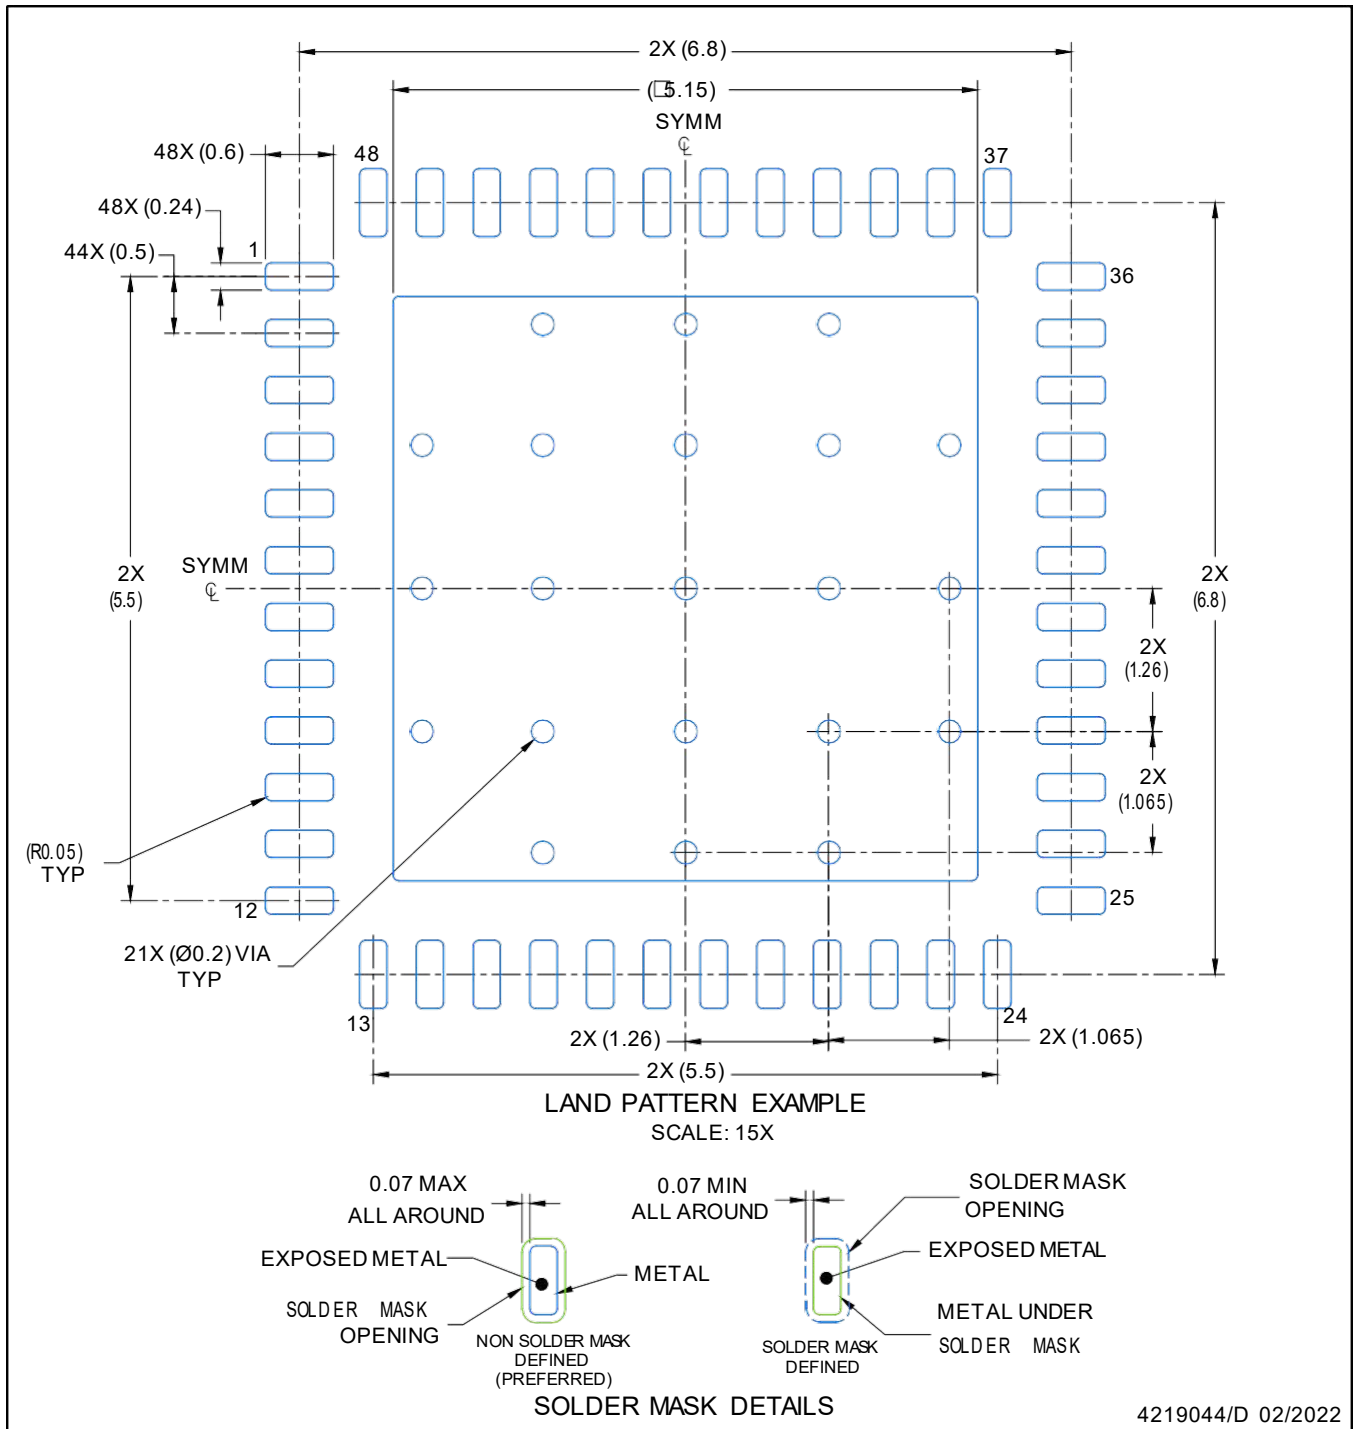 2X (6.8)
(□5.15)
SYMM
℄
48X (0.6)
48
37
48X (0.24)
44X (0.5)
1
36
2X
(5.5)
SYMM
℄
2X
(6.8)
2X
(1.26)
2X
(1.065)
(R0.05)
TYP
12
25
21X (Ø0.2) VIA
TYP
13
24
2X (1.26)
2X (1.065)
2X (5.5)
LAND PATTERN EXAMPLE
SCALE: 15X
0.07 MAX
ALL AROUND
EXPOSED METAL
METAL
SOLDER MASK
OPENING
NON SOLDER MASK
DEFINED
(PREFERRED)
0.07 MIN
ALL AROUND
SOLDER MASK
OPENING
EXPOSED METAL
METAL UNDER
SOLDER MASK
SOLDER MASK
DEFINED
SOLDER MASK DETAILS
4219044/D 02/2022